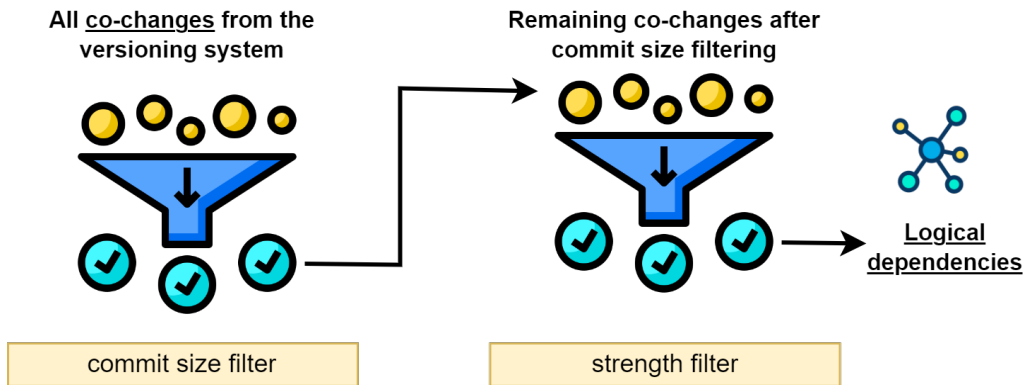 All co-changes from the
versioning system
Remaining co-changes after
commit size filtering
Logical
dependencies
commit size filter
strength filter